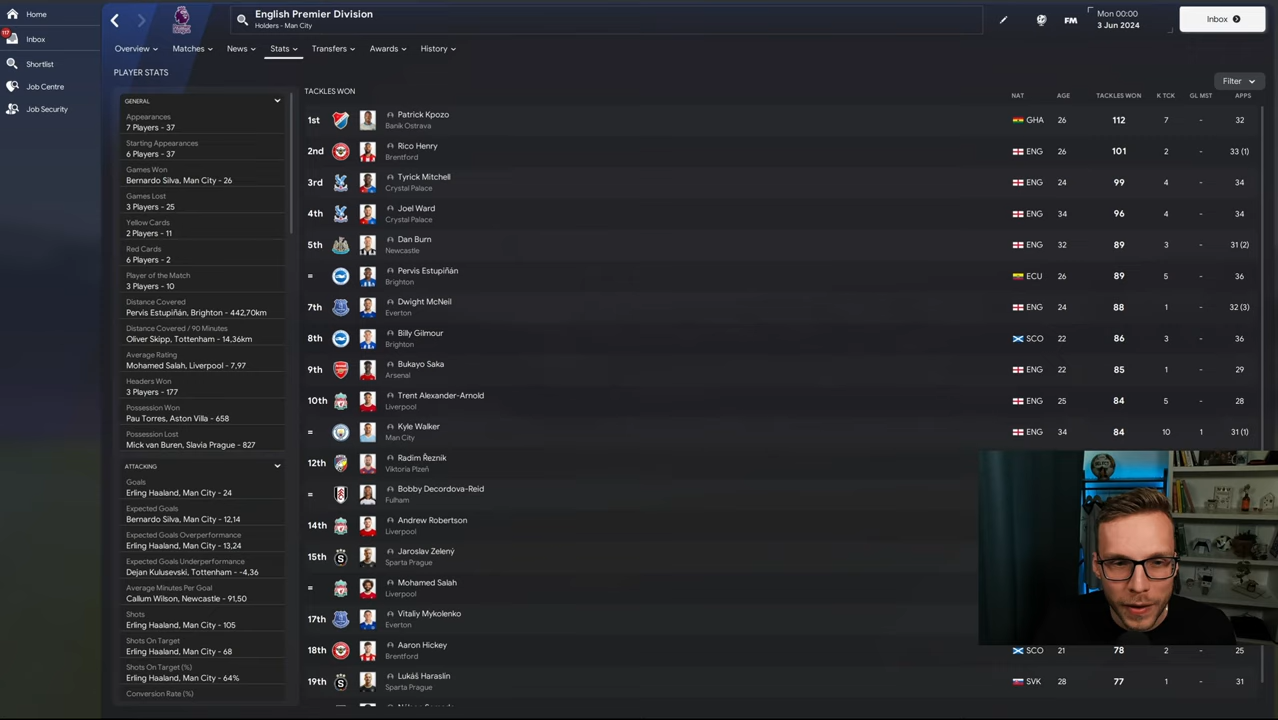 Home
117
Inbox
Shortlist
Job Centre
Job Security
English Premier Division
Holders - Man City
FM
Mon 00:00
3 Jun 2024
Inbox
Overview
Matches
News
Stats
Transfers
Awards
History
PLAYER STATS
Filter
GENERAL
Appearances
7 Players - 37
Starting Appearances
6 Players - 37
Games Won
Bernardo Silva, Man City - 26
Games Lost
3 Players - 25
Yellow Cards
2 Players - 11
Red Cards
6 Players - 2
Player of the Match
3 Players - 10
Distance Covered
Pervis Estupiñán, Brighton - 442,70km
Distance Covered / 90 Minutes
Oliver Skipp, Tottenham - 14,36km
Average Rating
Mohamed Salah, Liverpool - 7,97
Headers Won
3 Players - 177
Possession Won
Pau Torres, Aston Villa - 658
Possession Lost
Mick van Buren, Slavia Prague - 827
ATTACKING
Goals
Erling Haaland, Man City - 24
Expected Goals
Bernardo Silva, Man City - 12,14
Expected Goals Overperformance
Erling Haaland, Man City - 13,24
Expected Goals Underperformance
Dejan Kulusevski, Tottenham - -4,36
Average Minutes Per Goal
Callum Wilson, Newcastle - 91,50
Shots
Erling Haaland, Man City - 105
Shots On Target
Erling Haaland, Man City - 68
Shots On Target (%)
Erling Haaland, Man City - 64%
Conversion Rate (%)
TACKLES WON
NAT AGE TACKLES WON K TCK GL MST APPS
1st Patrick Kpozo GHA 26 112 7 - 32
Banik Ostrava
2nd Rico Henry ENG 26 101 2 - 33 (1)
Brentford
3rd Tyrick Mitchell ENG 24 99 4 - 34
Crystal Palace
4th Joel Ward ENG 34 96 4 - 34
Crystal Palace
5th Dan Burn ENG 32 89 3 - 31 (2)
Newcastle
= Pervis Estupiñán ECU 26 89 5 - 36
Brighton
7th Dwight McNeil ENG 24 88 1 - 32 (3)
Everton
8th Billy Gilmour SCO 22 86 3 - 36
Brighton
9th Bukayo Saka ENG 22 85 1 - 29
Arsenal
10th Trent Alexander-Arnold ENG 25 84 5 - 28
Liverpool
= Kyle Walker ENG 34 84 10 1 31 (1)
Man City
12th Radim Řezník
Viktoria Plzeň
= Bobby Decordova-Reid
Fulham
14th Andrew Robertson
Liverpool
15th Jaroslav Zelený
Sparta Prague
= Mohamed Salah
Liverpool
17th Vitaliy Mykolenko
Everton
18th Aaron Hickey SCO 21 78 2 - 25
Brentford
19th Lukáš Haraslín SVK 28 77 1 - 31
Sparta Prague